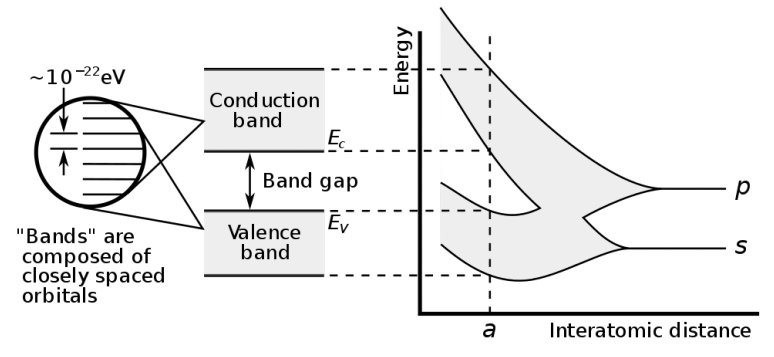 ~10⁻²²eV
"Bands" are
composed of
closely spaced
orbitals
Conduction
band
E_c
Band gap
E_V
Valence
band
Energy
p
s
a
Interatomic distance